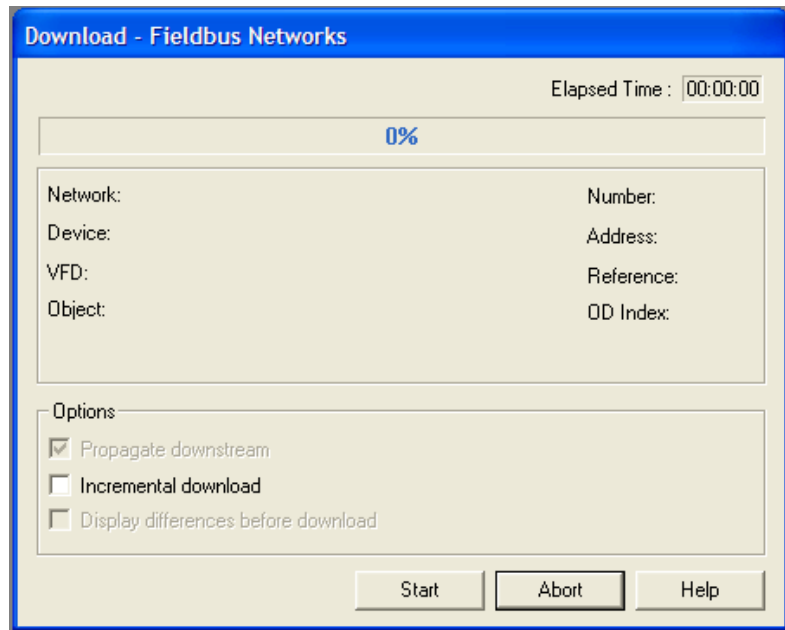 Download - Fieldbus Networks
Elapsed Time : 00:00:00
0%
Network:
Number:
Device:
Address:
VFD:
Reference:
Object:
OD Index:
Options
Propagate downstream
Incremental download
Display differences before download
Start
Abort
Help